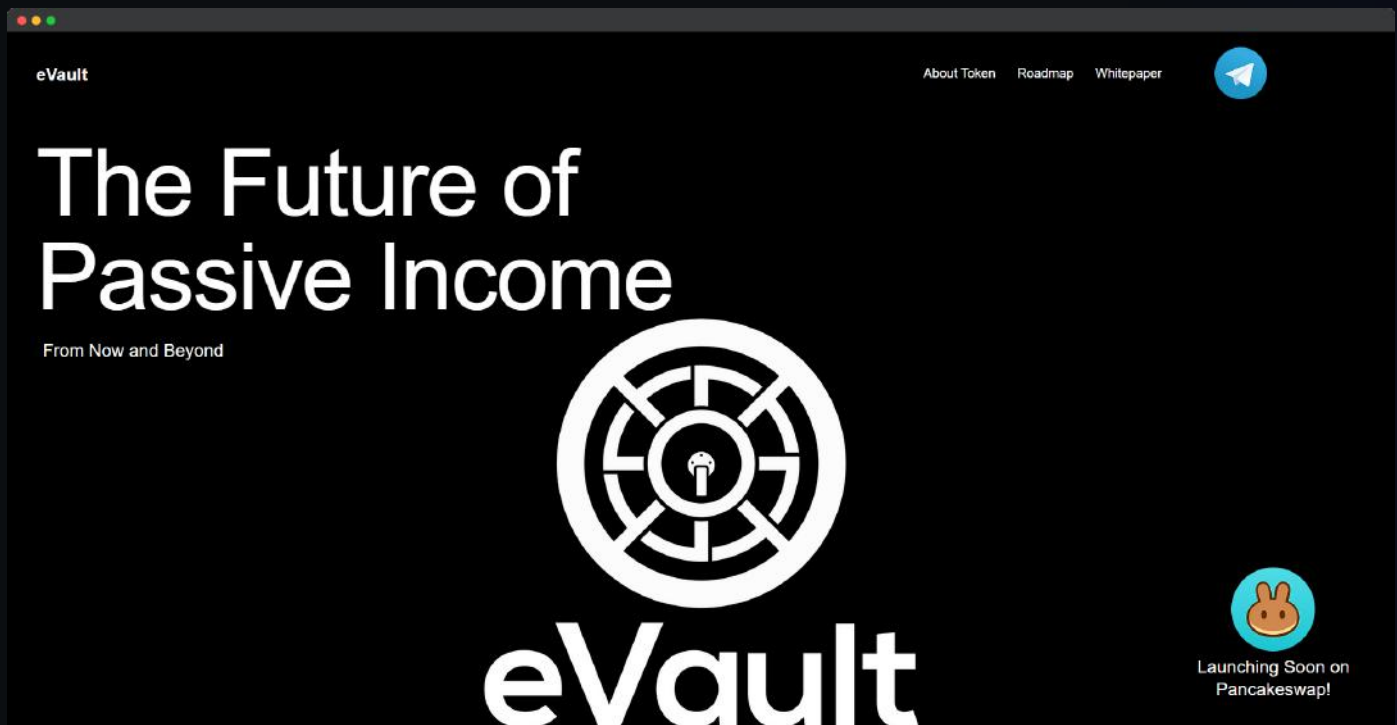 eVault
About Token Roadmap Whitepaper
The Future of
Passive Income
From Now and Beyond
eVault
Launching Soon on
Pancakeswap!